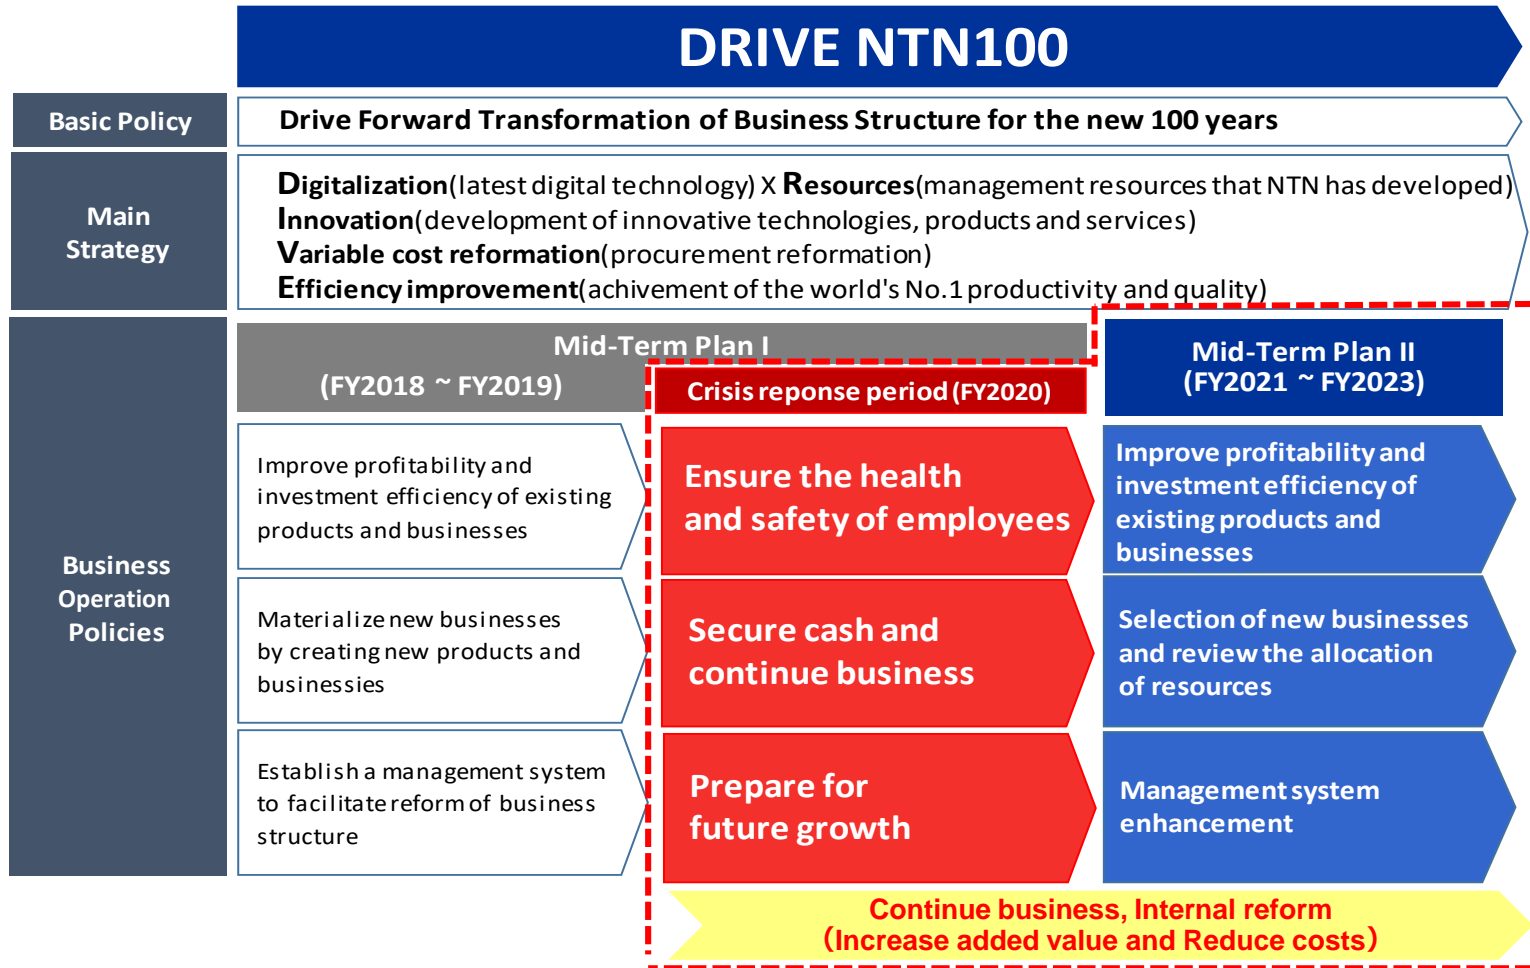 DRIVE NTN100
Basic Policy
Drive Forward Transformation of Business Structure for the new 100 years
Main
Strategy
Digitalization(latest digital technology) X Resources(management resources that NTN has developed)
Innovation(development of innovative technologies, products and services)
Variable cost reformation(procurement reformation)
Efficiency improvement(achivement of the world's No.1 productivity and quality)
Business
Operation
Policies
Mid-Term Plan I
(FY2018 ~ FY2019)
Crisis reponse period (FY2020)
Mid-Term Plan II
(FY2021 ~ FY2023)
Improve profitability and
investment efficiency of existing
products and businesses
Ensure the health
and safety of employees
Improve profitability and
investment efficiency of
existing products and
businesses
Materialize new businesses
by creating new products and
businessies
Secure cash and
continue business
Selection of new businesses
and review the allocation
of resources
Establish a management system
to facilitate reform of business
structure
Prepare for
future growth
Management system
enhancement
Continue business, Internal reform
（Increase added value and Reduce costs）